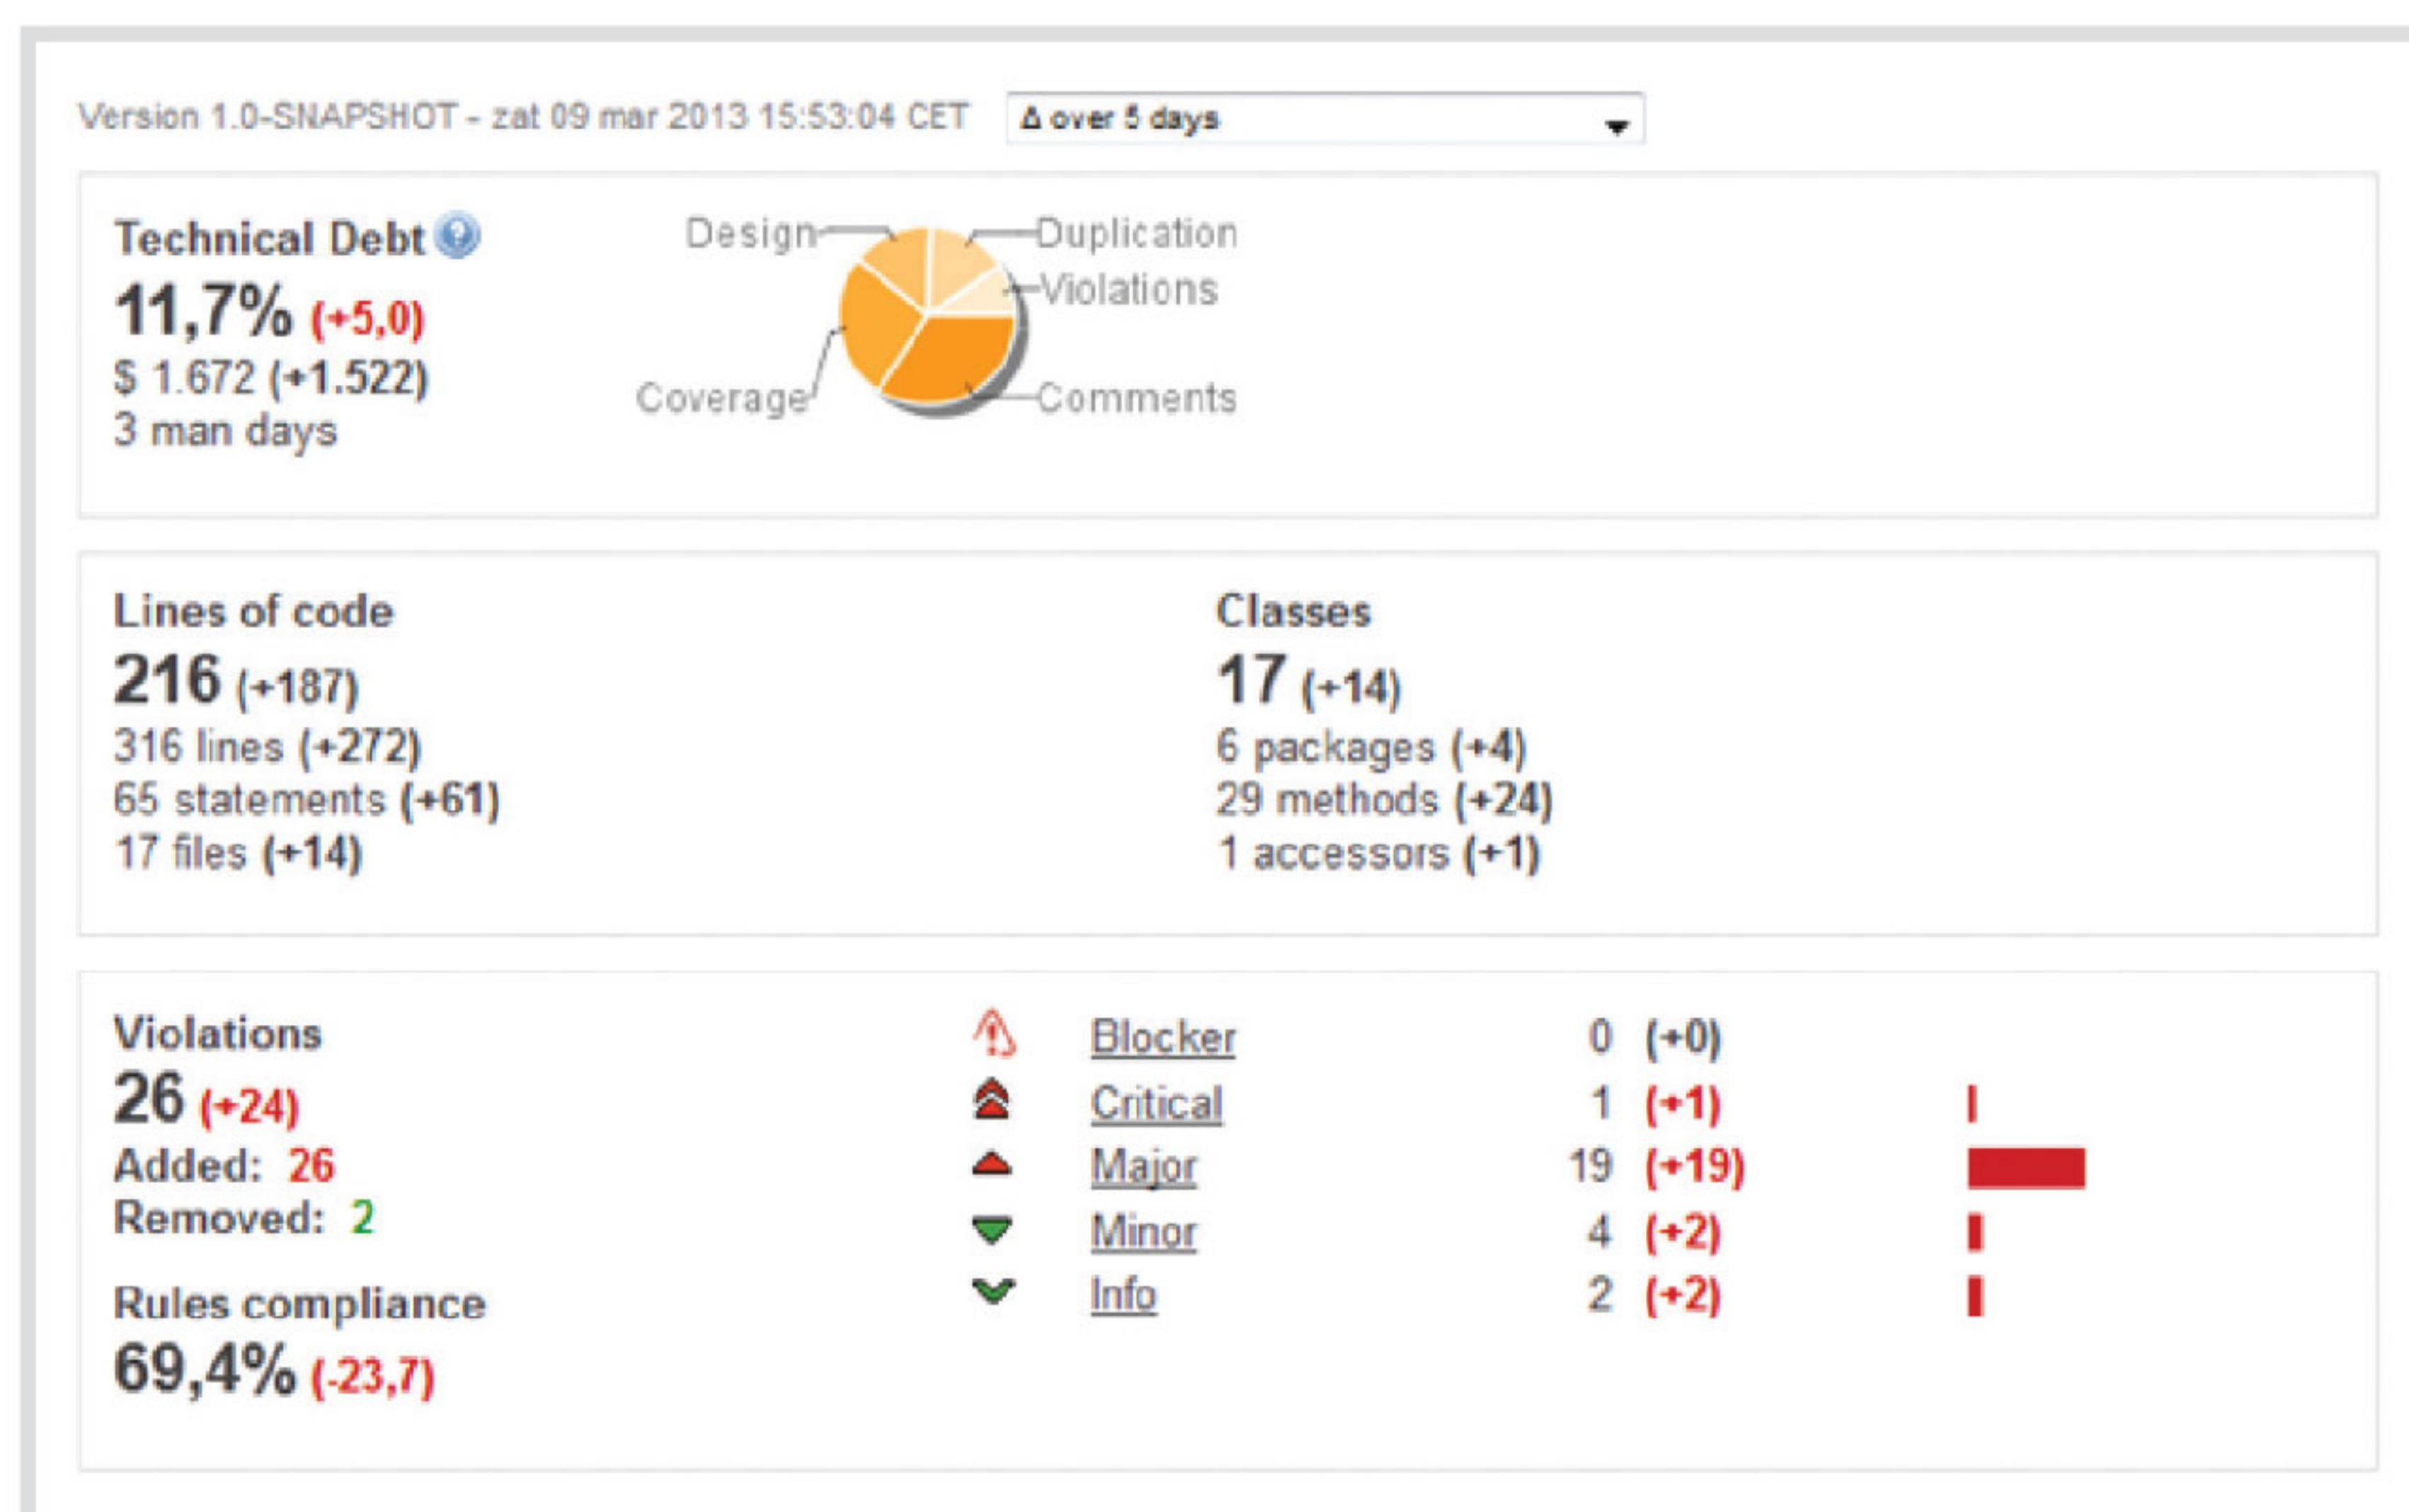 Version 1.0-SNAPSHOT - zat 09 mar 2013 15:53:04 CET Δ over 5 days
Technical Debt ?
11,7% (+5,0)
$ 1.672 (+1.522)
3 man days
Design
Duplication
Violations
Coverage
Comments
Lines of code
216 (+187)
316 lines (+272)
65 statements (+61)
17 files (+14)
Classes
17 (+14)
6 packages (+4)
29 methods (+24)
1 accessors (+1)
Violations
26 (+24)
Added: 26
Removed: 2
Rules compliance
69,4% (-23,7)
Blocker 0 (+0)
Critical 1 (+1)
Major 19 (+19)
Minor 4 (+2)
Info 2 (+2)